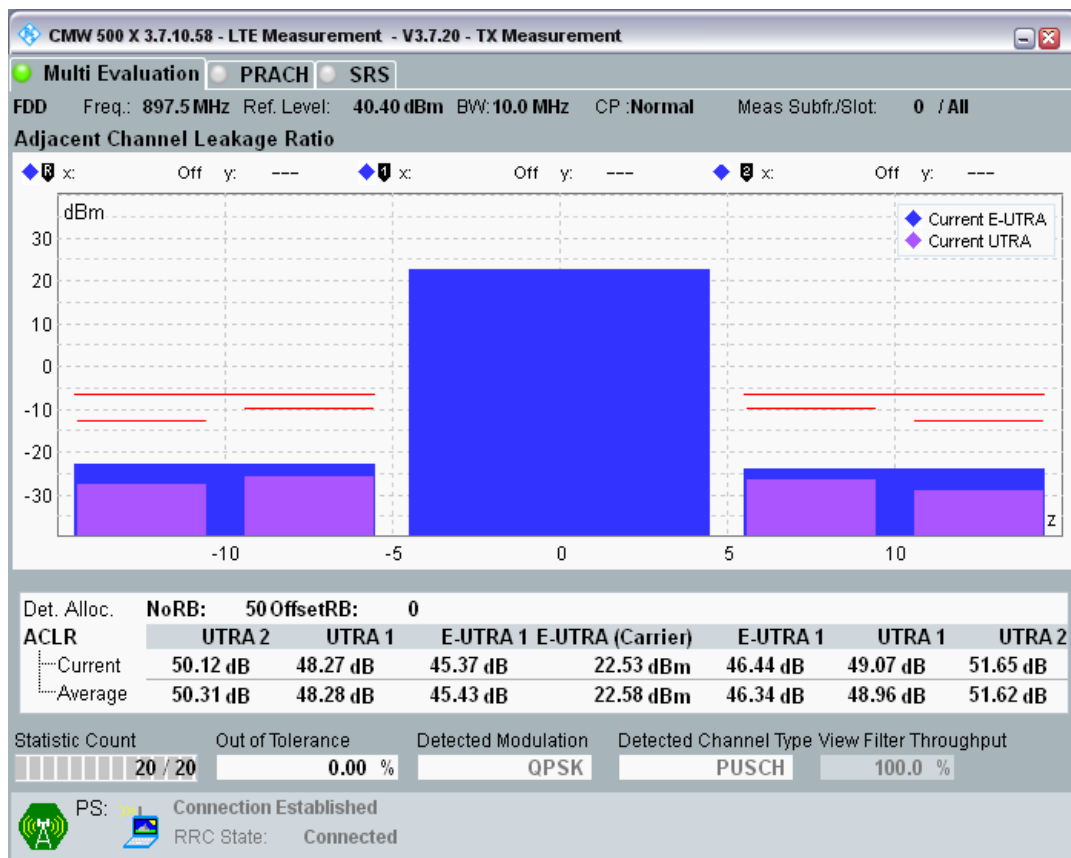 CMW 500 X 3.7.10.58 - LTE Measurement - V3.7.20 - TX Measurement
Multi Evaluation PRACH SRS
FDD Freq.: 897.5 MHz Ref. Level: 40.40 dBm BW: 10.0 MHz CP :Normal Meas Subfr./Slot: 0 / All
Adjacent Channel Leakage Ratio
R x: Off y: --- 1 x: Off y: --- 2 x: Off y: ---
dBm
Current E-UTRA
Current UTRA
30
20
10
0
-10
-20
-30
z
-10 -5 0 5 10
Det. Alloc. NoRB: 50 OffsetRB: 0
ACLR UTRA 2 UTRA 1 E-UTRA 1 E-UTRA (Carrier) E-UTRA 1 UTRA 1 UTRA 2
Current 50.12 dB 48.27 dB 45.37 dB 22.53 dBm 46.44 dB 49.07 dB 51.65 dB
Average 50.31 dB 48.28 dB 45.43 dB 22.58 dBm 46.34 dB 48.96 dB 51.62 dB
Statistic Count Out of Tolerance Detected Modulation Detected Channel Type View Filter Throughput
20 / 20 0.00 % QPSK PUSCH 100.0 %
PS: Connection Established
RRC State: Connected